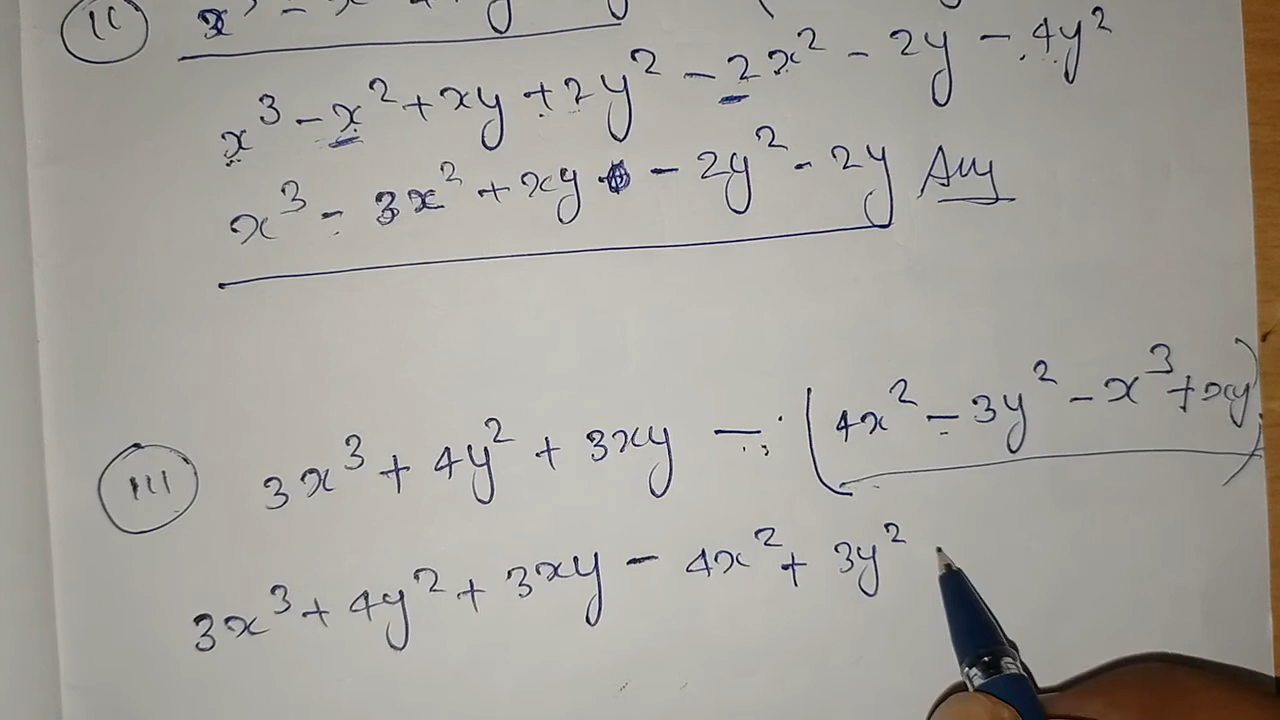 (ii)
x³ - x² + xy + 2y² - 2x² - 2y - 4y²
x³ - 3x² + xy - 2y² - 2y Ans
(iii) 3x³ + 4y² + 3xy - (4x² - 3y² - x³ + xy)
3x³ + 4y² + 3xy - 4x² + 3y²